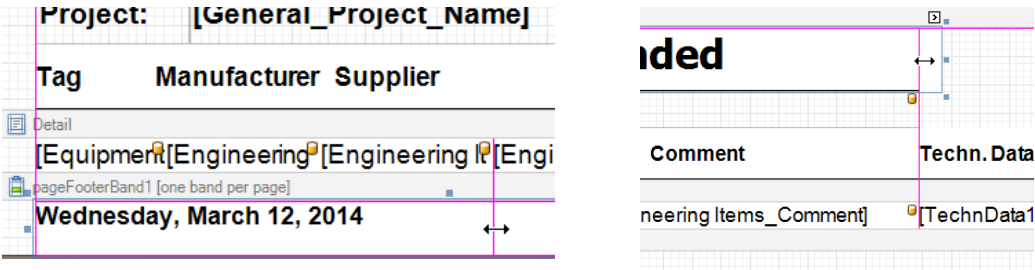 Project: [General_Project_Name]
Tag Manufacturer Supplier
Detail
[Equipment [Engineering [Engineering It [Engi
pageFooterBand1 [one band per page]
Wednesday, March 12, 2014
nded
Comment Techn. Data
neering Items_Comment] [TechnData1